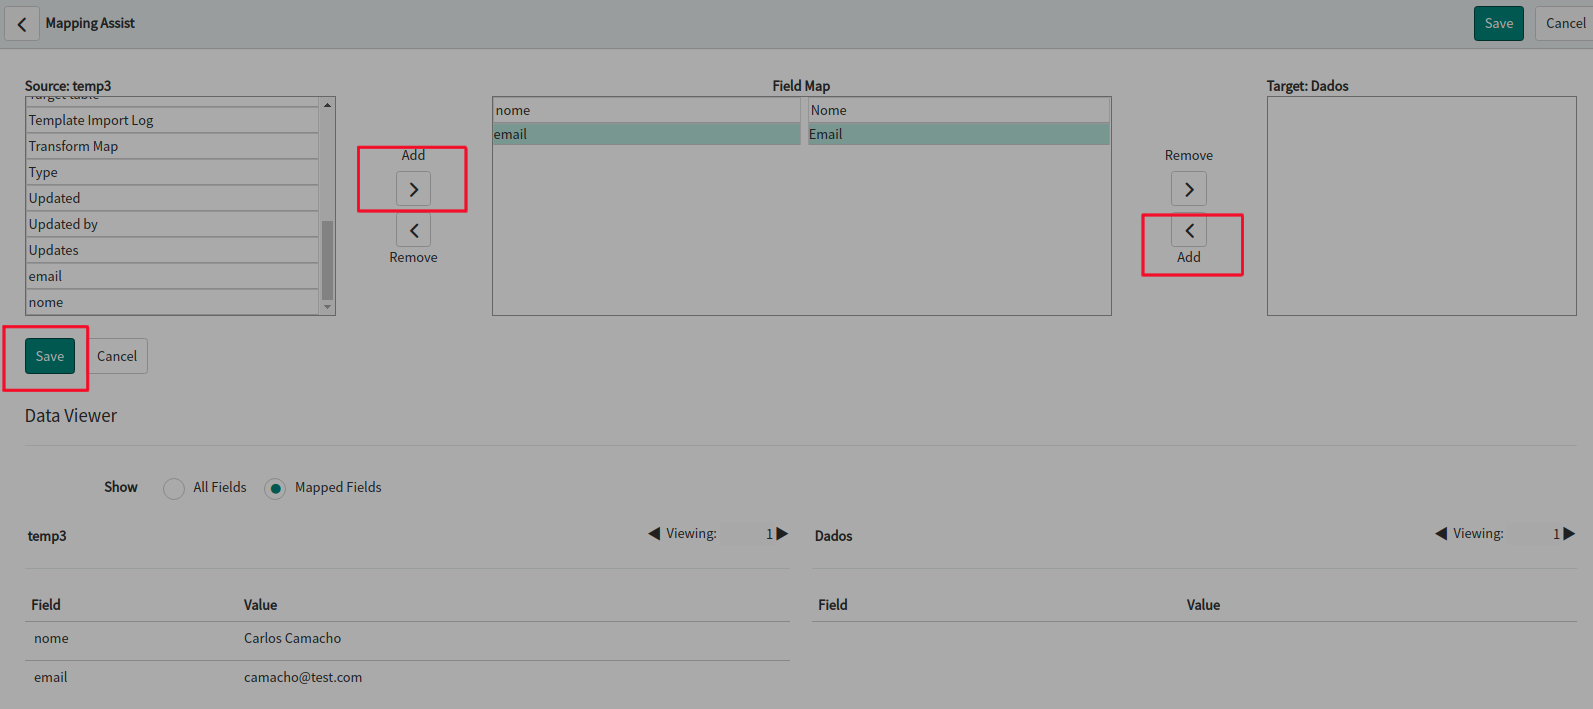 Mapping Assist
Save
Cancel
Source: temp3
Field Map
Target: Dados
Target table
Template Import Log
Transform Map
Type
Updated
Updated by
Updates
email
nome
Add
Remove
nome
Nome
email
Email
Remove
Add
Save
Cancel
Data Viewer
Show
All Fields
Mapped Fields
temp3
Viewing: 1
Dados
Viewing: 1
Field
Value
Field
Value
nome
Carlos Camacho
email
camacho@test.com